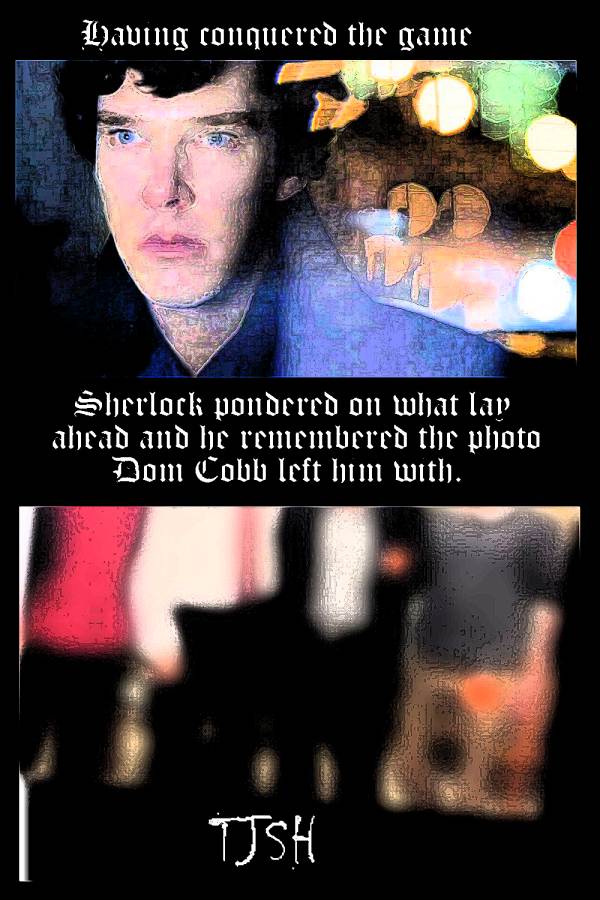 Having conquered the game
Sherlock pondered on what lay
ahead and he remembered the photo
Dom Cobb left him with.
TJSH